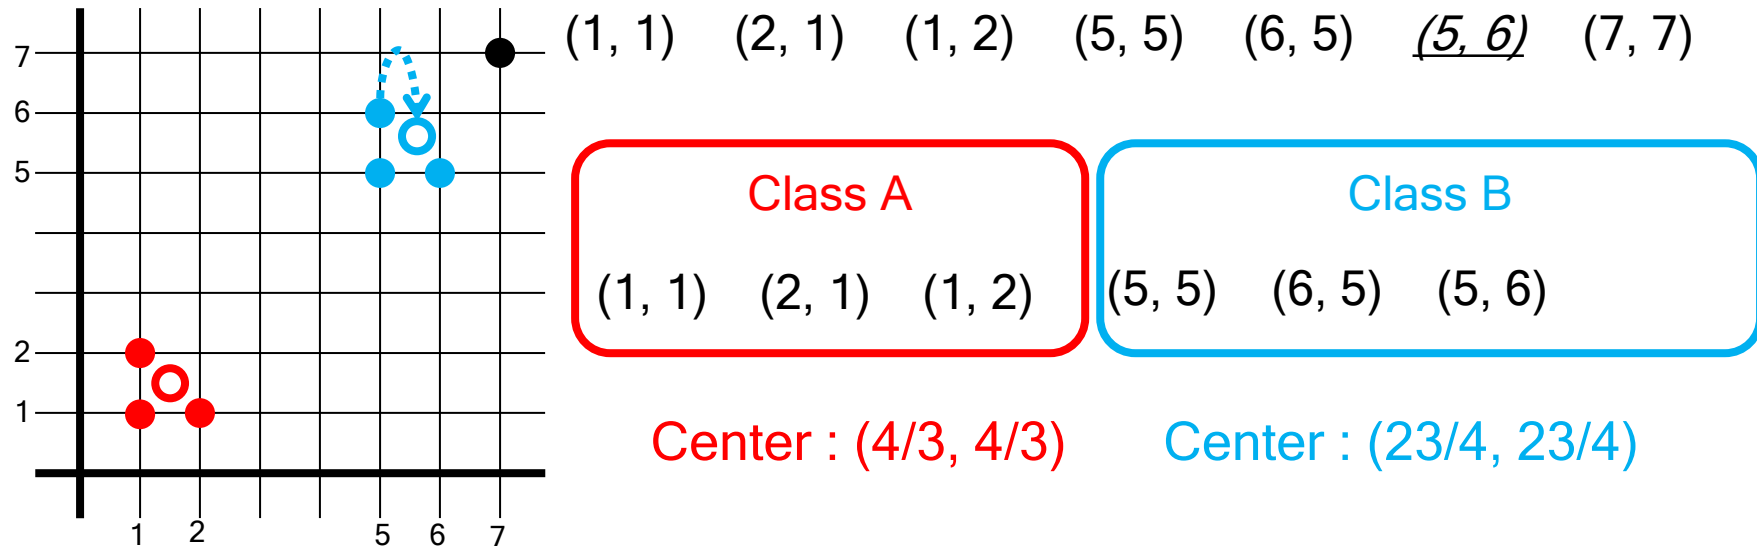 (1, 1) (2, 1) (1, 2) (5, 5) (6, 5) (5, 6) (7, 7)
7
6
5
2
1
1 2 5 6 7
Class A
(1, 1) (2, 1) (1, 2)
Center : (4/3, 4/3)
Class B
(5, 5) (6, 5) (5, 6)
Center : (23/4, 23/4)